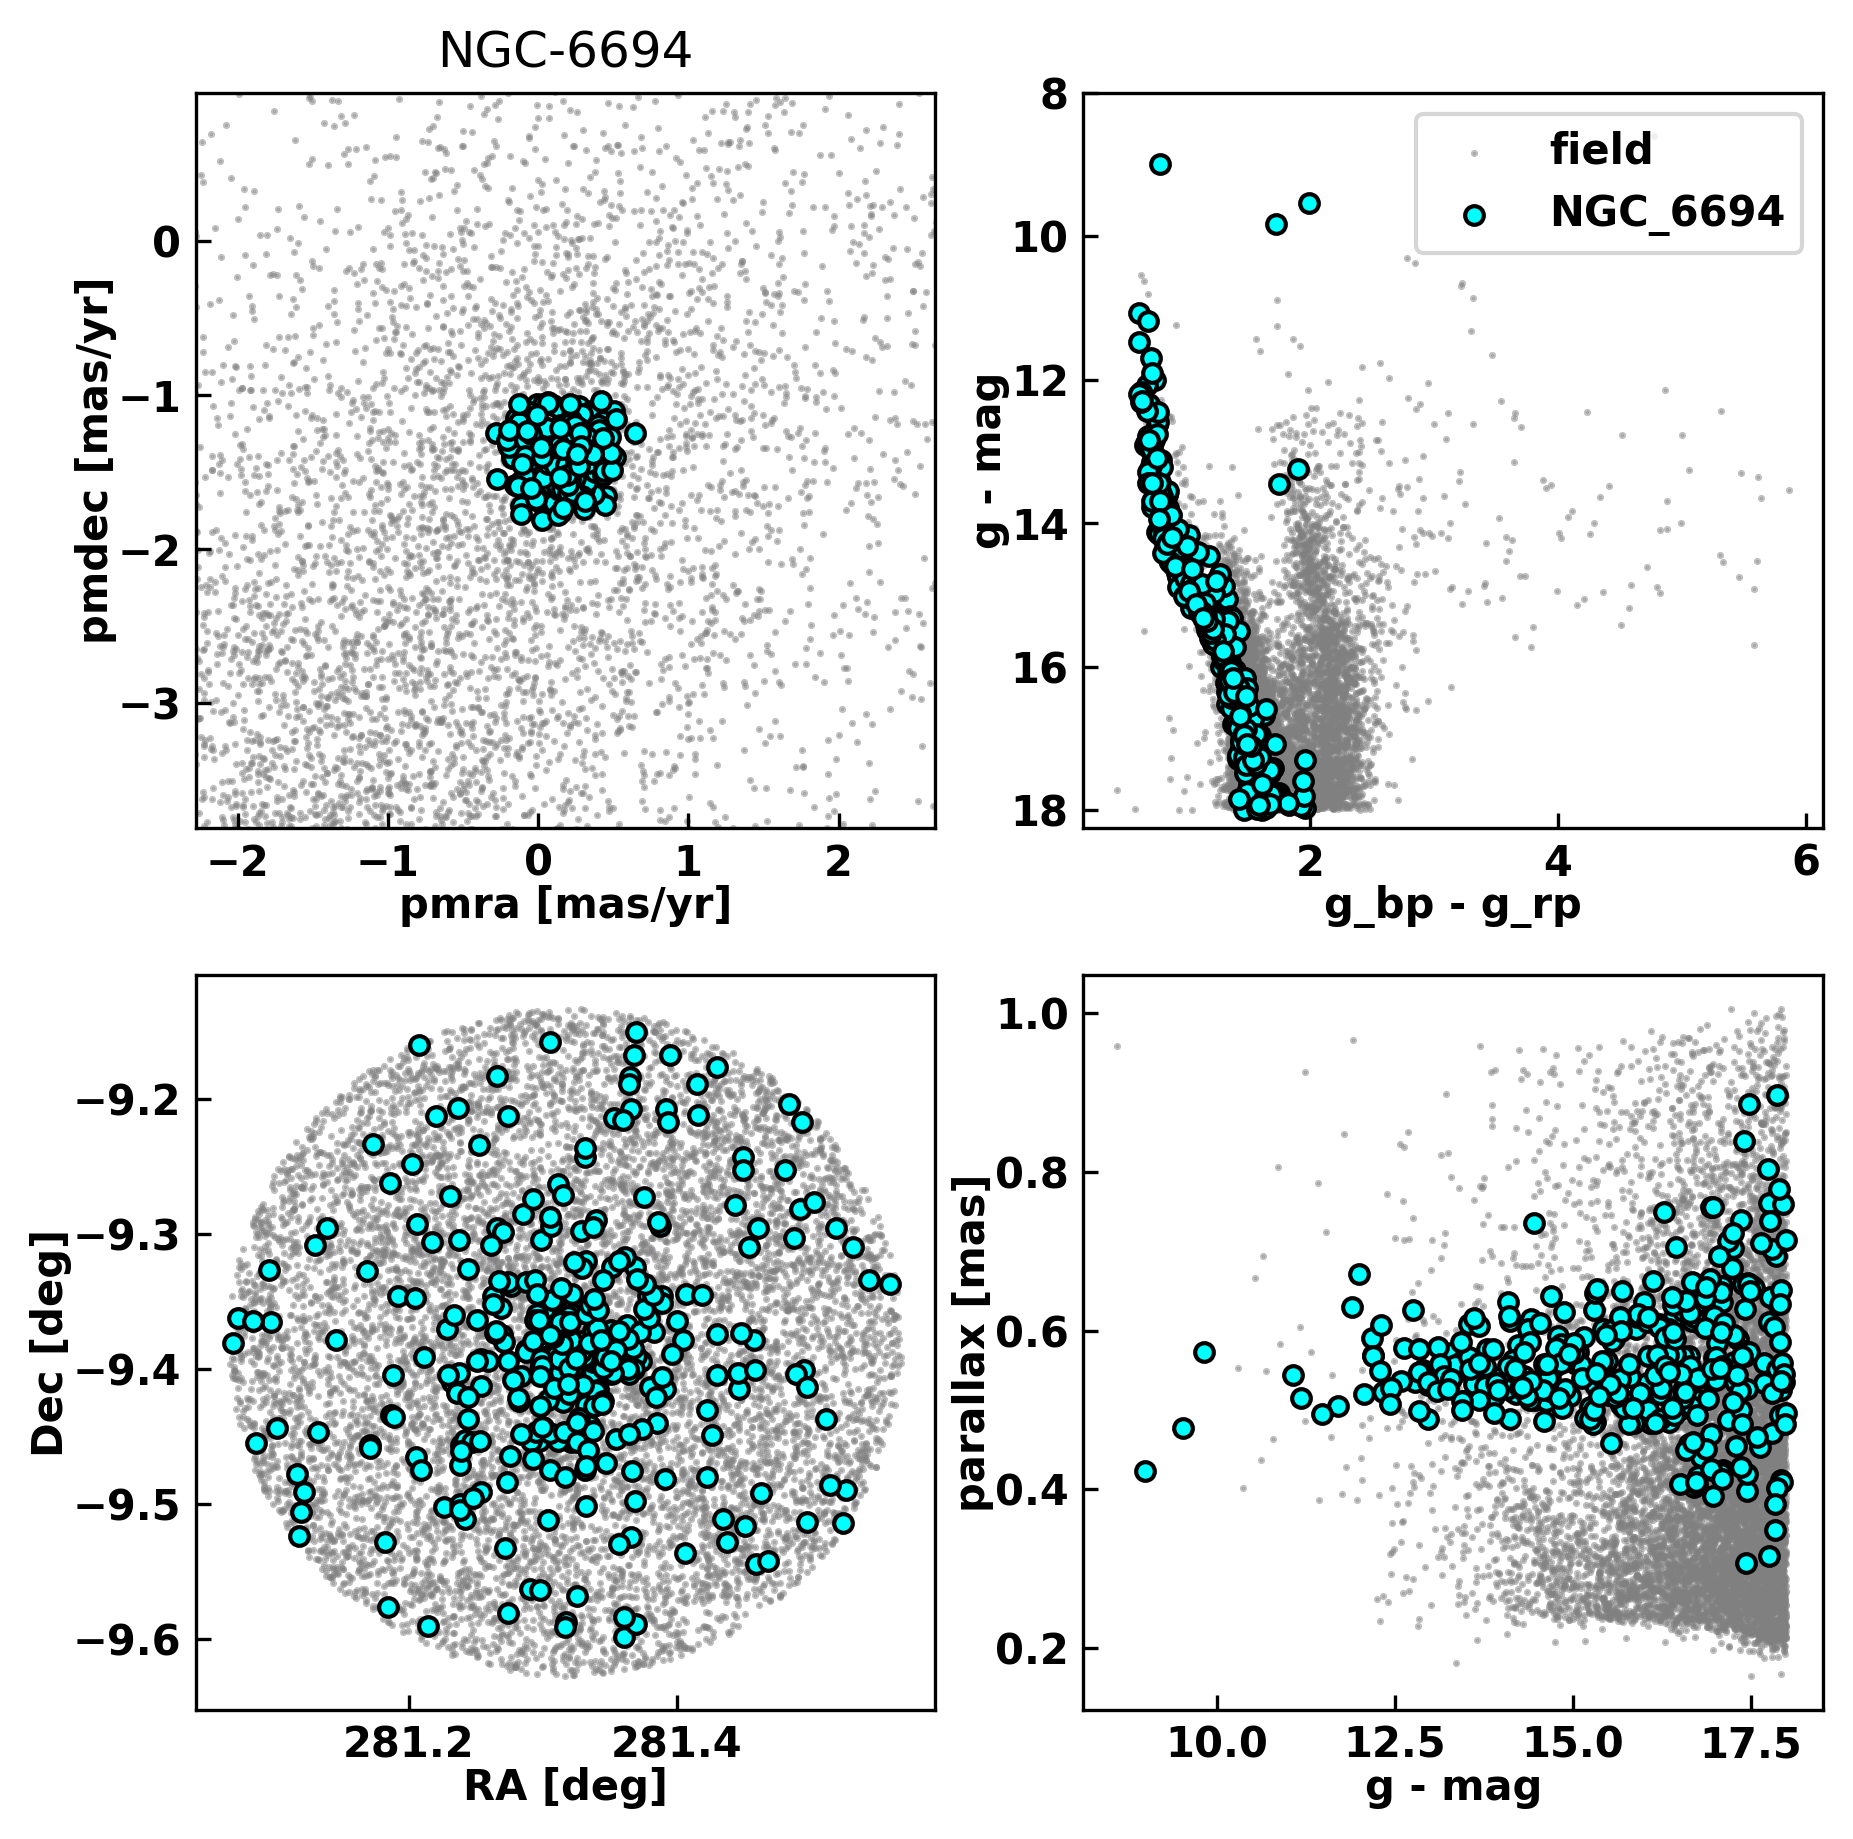 NGC-6694
0
−1
−2
−3
pmdec [mas/yr]
−2 −1 0 1 2
pmra [mas/yr]
8
10
12
14
16
18
g - mag
field
NGC_6694
2 4 6
g_bp - g_rp
−9.2
−9.3
−9.4
−9.5
−9.6
Dec [deg]
281.2 281.4
RA [deg]
1.0
0.8
0.6
0.4
0.2
parallax [mas]
10.0 12.5 15.0 17.5
g - mag